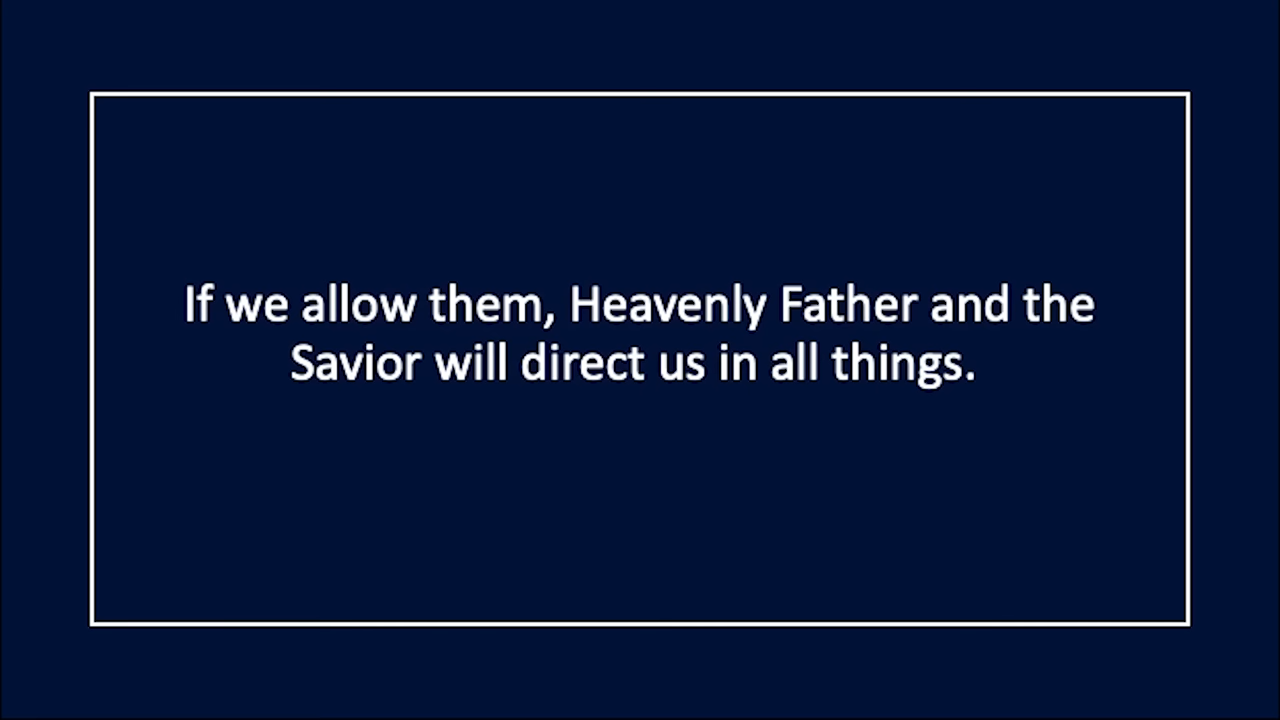 If we allow them, Heavenly Father and the
Savior will direct us in all things.